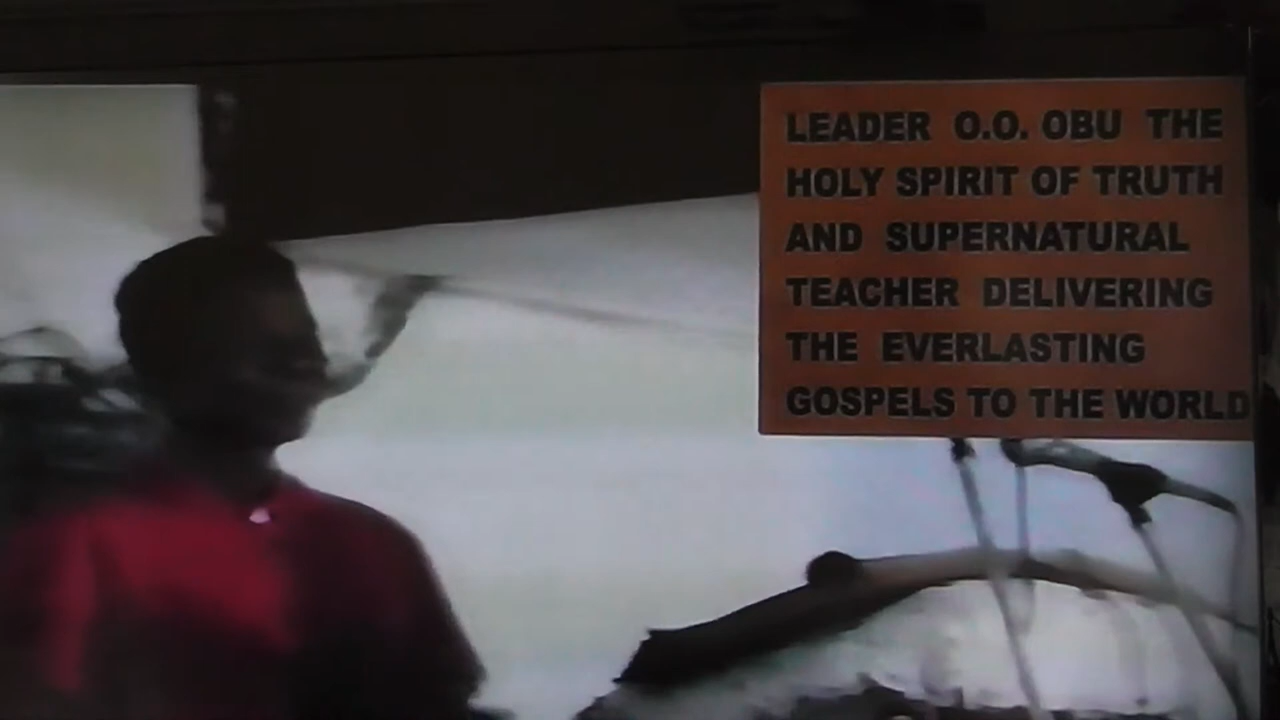 LEADER O.O. OBU THE
HOLY SPIRIT OF TRUTH
AND SUPERNATURAL
TEACHER DELIVERING
THE EVERLASTING
GOSPELS TO THE WORLD